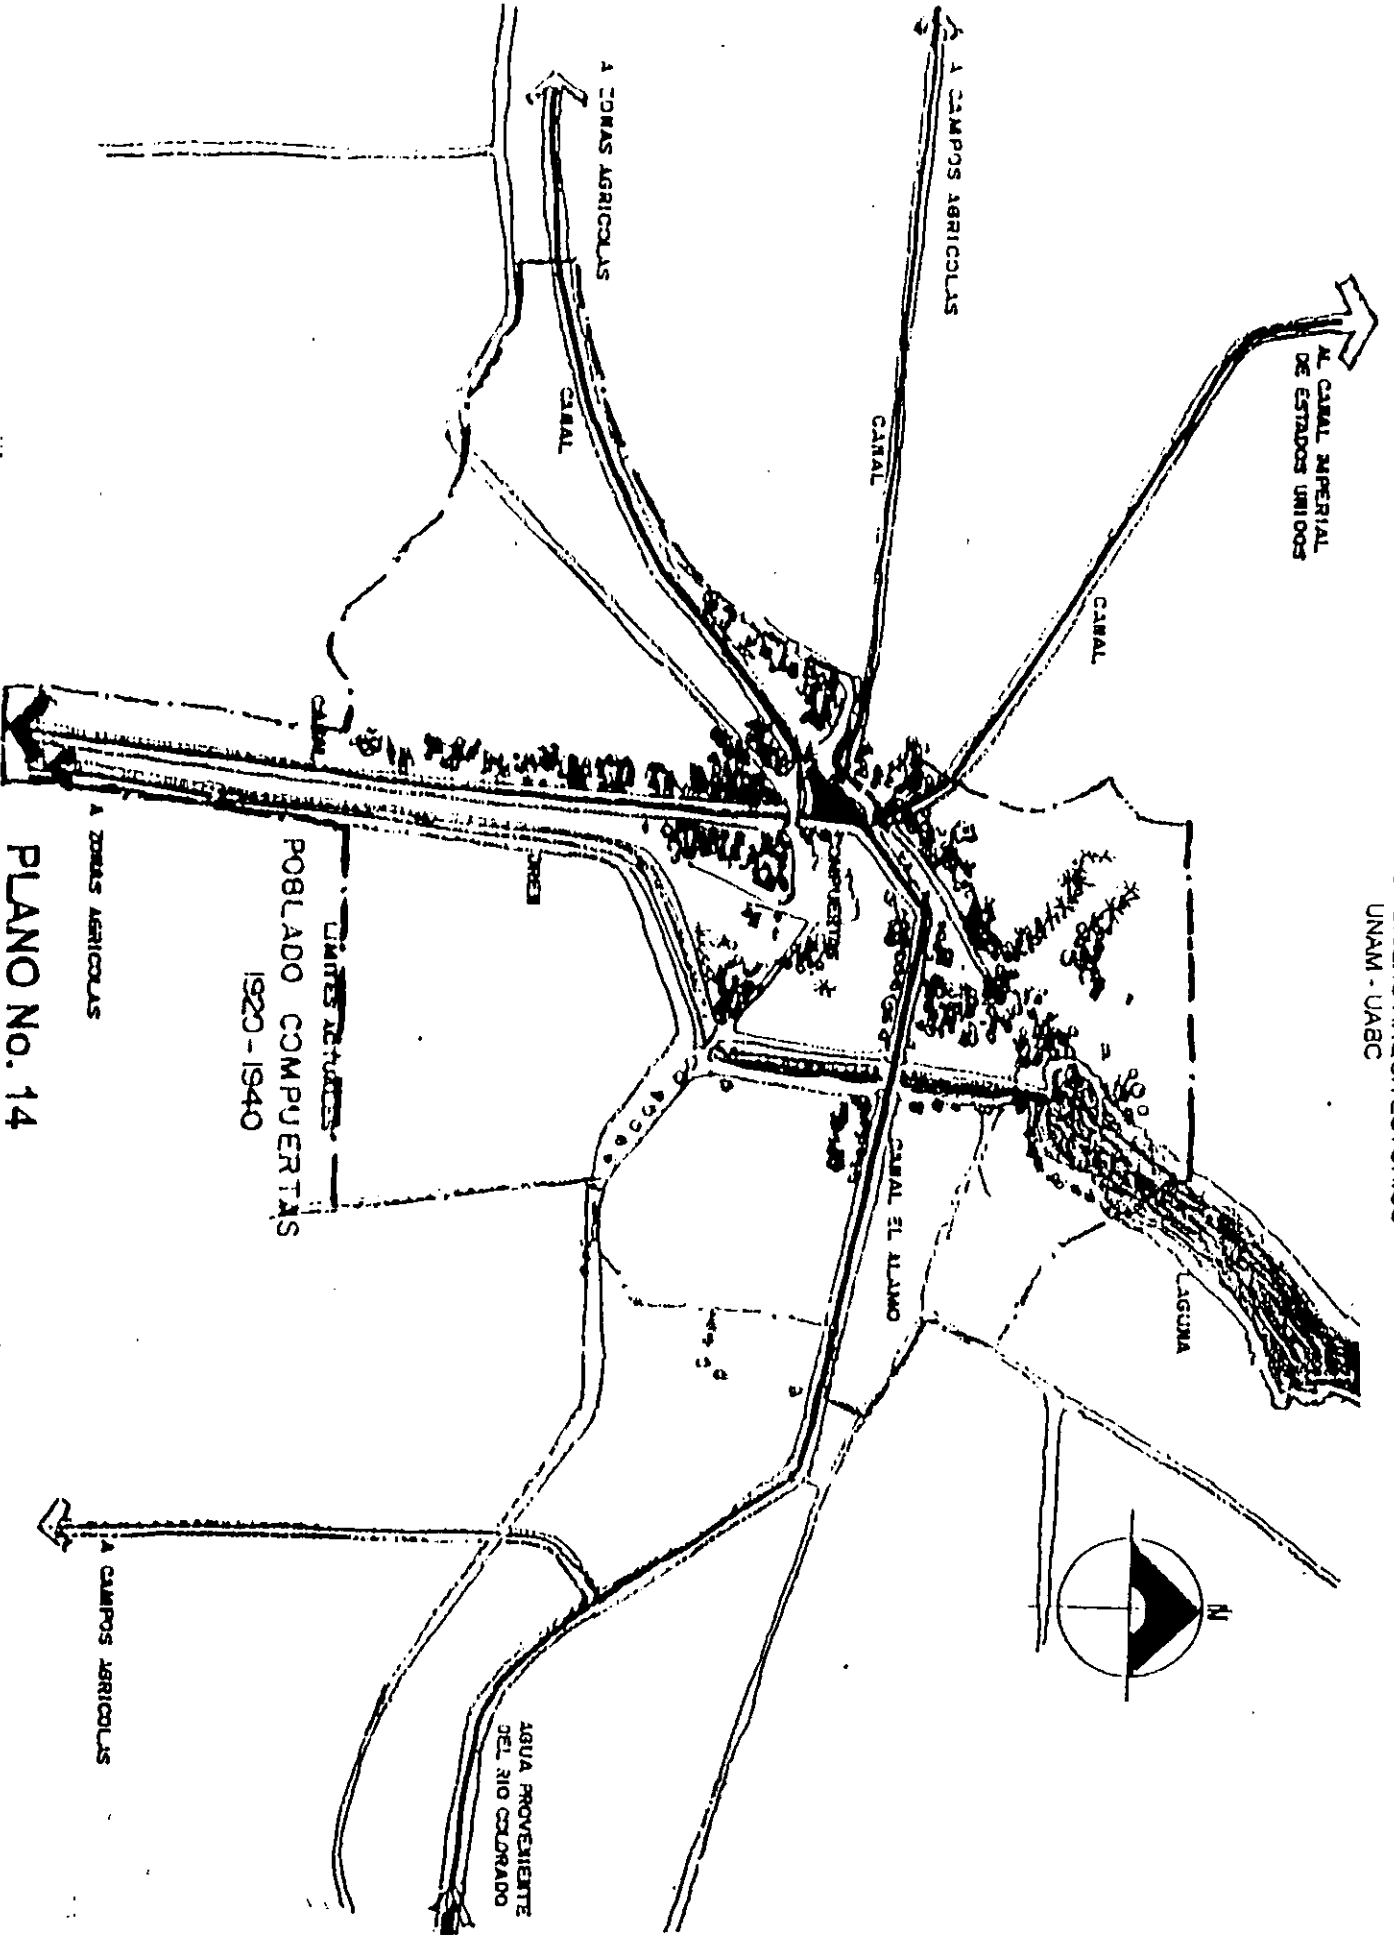 UNAM - UABC
AL CANAL IMPERIAL
DE ESTADOS UNIDOS
A CAMPOS AGRICOLAS
A ZONAS AGRICOLAS
CANAL
CANAL
CANAL
CANAL
COMPUERTAS
CANAL EL ALAMO
LAGUNA
N
DREN
LIMITES ACTUALES
POBLADO COMPUERTAS
1920-1940
A ZONAS AGRICOLAS
A CAMPOS AGRICOLAS
AGUA PROVENIENTE
DEL RIO COLORADO
PLANO No. 14